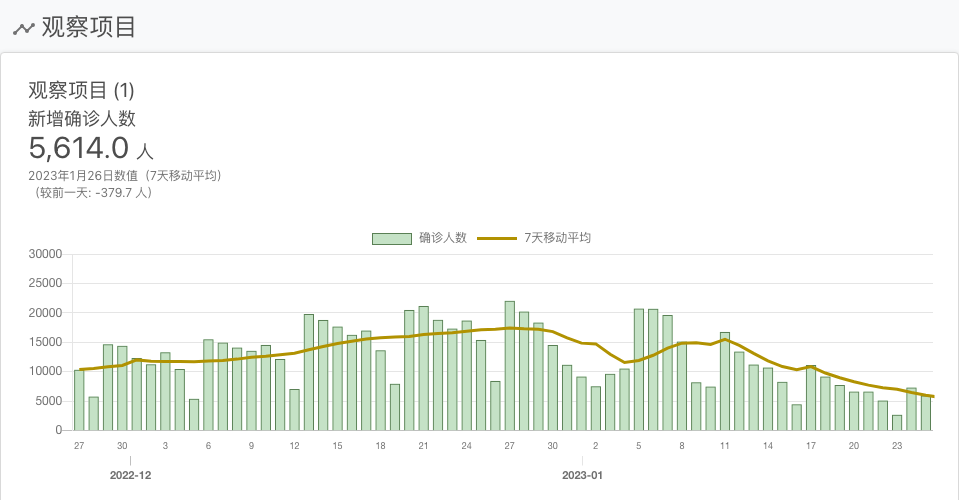 观察项目
观察项目 (1)
新增确诊人数
5,614.0 人
2023年1月26日数值（7天移动平均）
（较前一天: -379.7 人）
确诊人数 7天移动平均
30000
25000
20000
15000
10000
5000
0
27 30 3 6 9 12 15 18 21 24 27 30 2 5 8 11 14 17 20 23
2022-12 2023-01